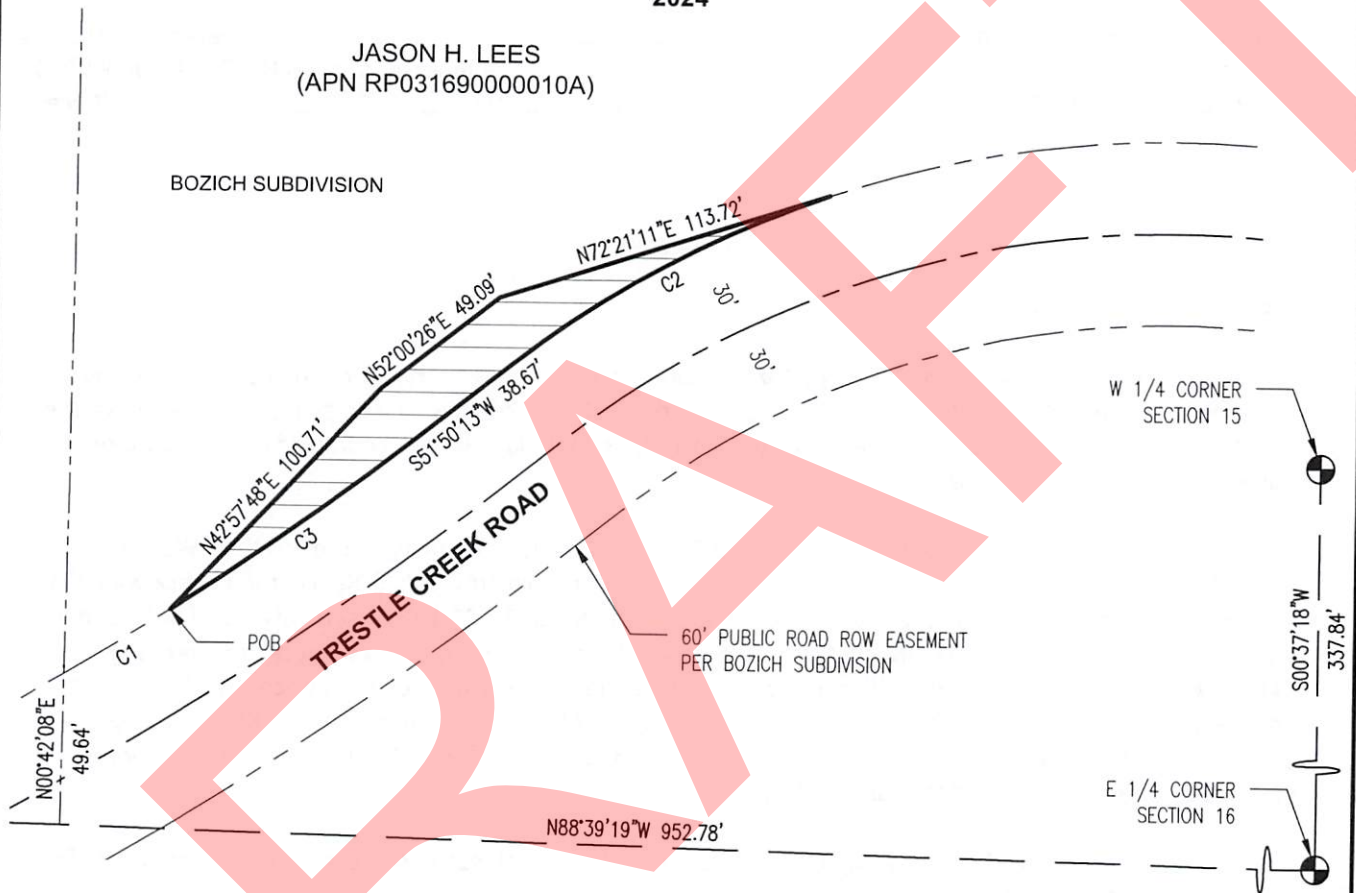 2024
JASON H. LEES
(APN RP031690000010A)
BOZICH SUBDIVISION
N72°21'11"E 113.72'
C2
30'
30'
N52°00'26"E 49.09'
S51°50'13"W 38.67'
N42°57'48"E 100.71'
C3
W 1/4 CORNER
SECTION 15
TRESTLE CREEK ROAD
POB
C1
60' PUBLIC ROAD ROW EASEMENT
PER BOZICH SUBDIVISION
S00°37'18"W
337.84'
N00°42'08"E
49.64'
E 1/4 CORNER
SECTION 16
N88°39'19"W 952.78'